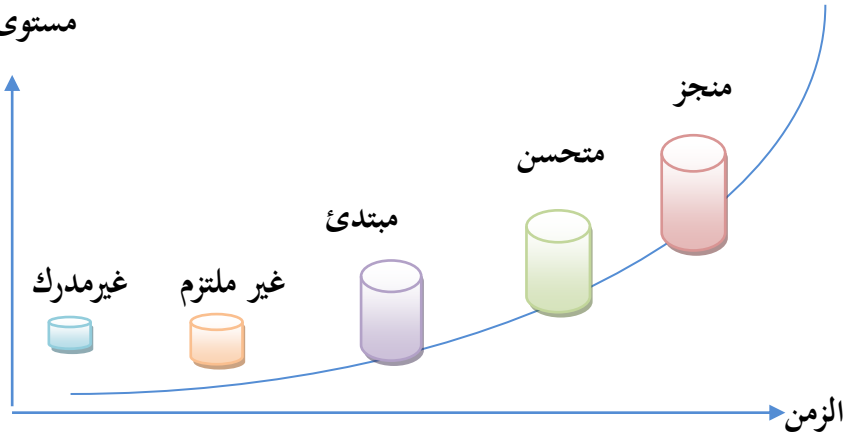 مستوى
منجز
متحسن
مبتدئ
غير ملتزم
غيرمدرك
الزمن